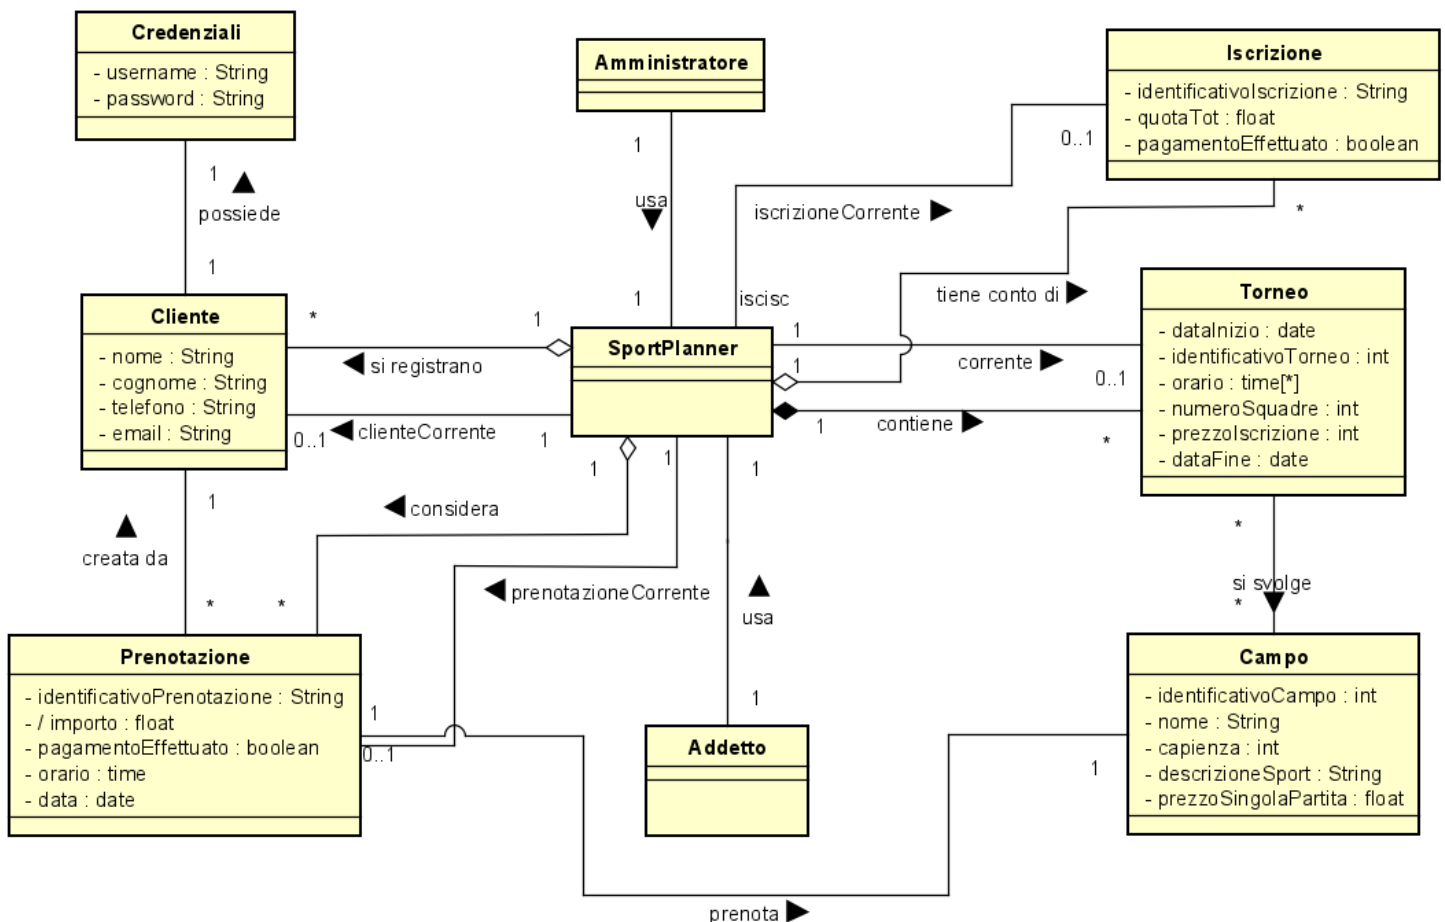 Credenziali
- username : String
- password : String
Amministratore
Iscrizione
- identificativoIscrizione : String
- quotaTot : float
- pagamentoEffettuato : boolean
1
possiede
1
1
usa
1
0..1
iscrizioneCorrente
iscisc
*
tiene conto di
Cliente
- nome : String
- cognome : String
- telefono : String
- email : String
*
1
si registrano
0..1
clienteCorrente
1
SportPlanner
1
corrente
0..1
1
1
contiene
*
Torneo
- dataInizio : date
- identificativoTorneo : int
- orario : time[*]
- numeroSquadre : int
- prezzoIscrizione : int
- dataFine : date
1
creata da
*
1
considera
*
1
prenotazioneCorrente
0..1
1
usa
1
*
si svolge
*
Prenotazione
- identificativoPrenotazione : String
- / importo : float
- pagamentoEffettuato : boolean
- orario : time
- data : date
1
Addetto
1
Campo
- identificativoCampo : int
- nome : String
- capienza : int
- descrizioneSport : String
- prezzoSingolaPartita : float
prenota